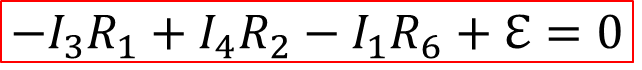 −I₃R₁ + I₄R₂ − I₁R₆ + Ɛ = 0